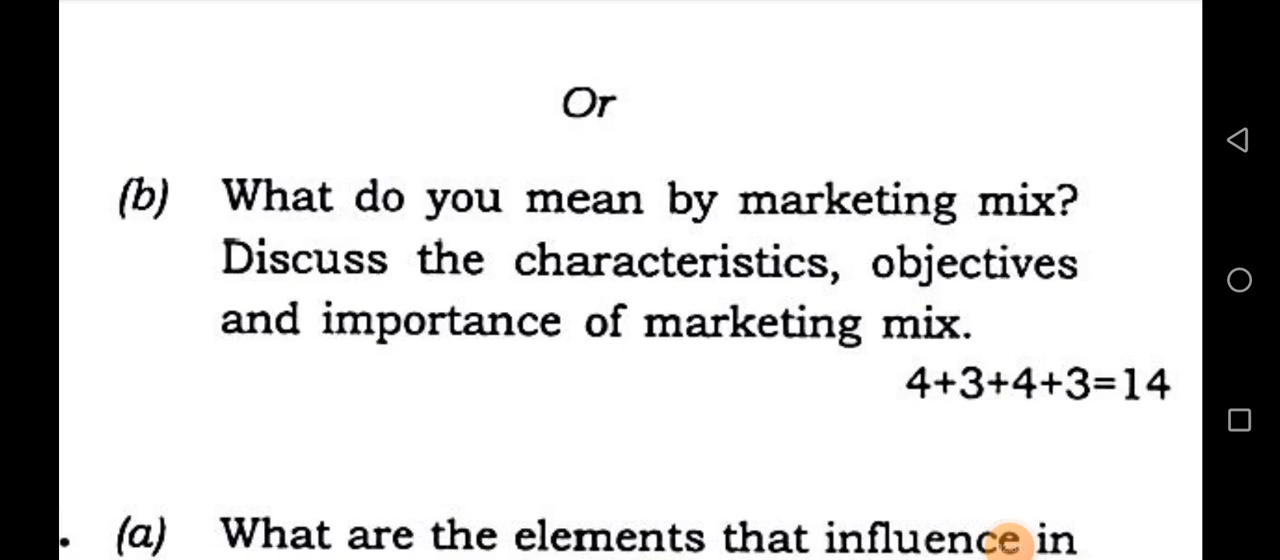 Or
(b) What do you mean by marketing mix?
Discuss the characteristics, objectives
and importance of marketing mix.
4+3+4+3=14
. (a) What are the elements that influence in